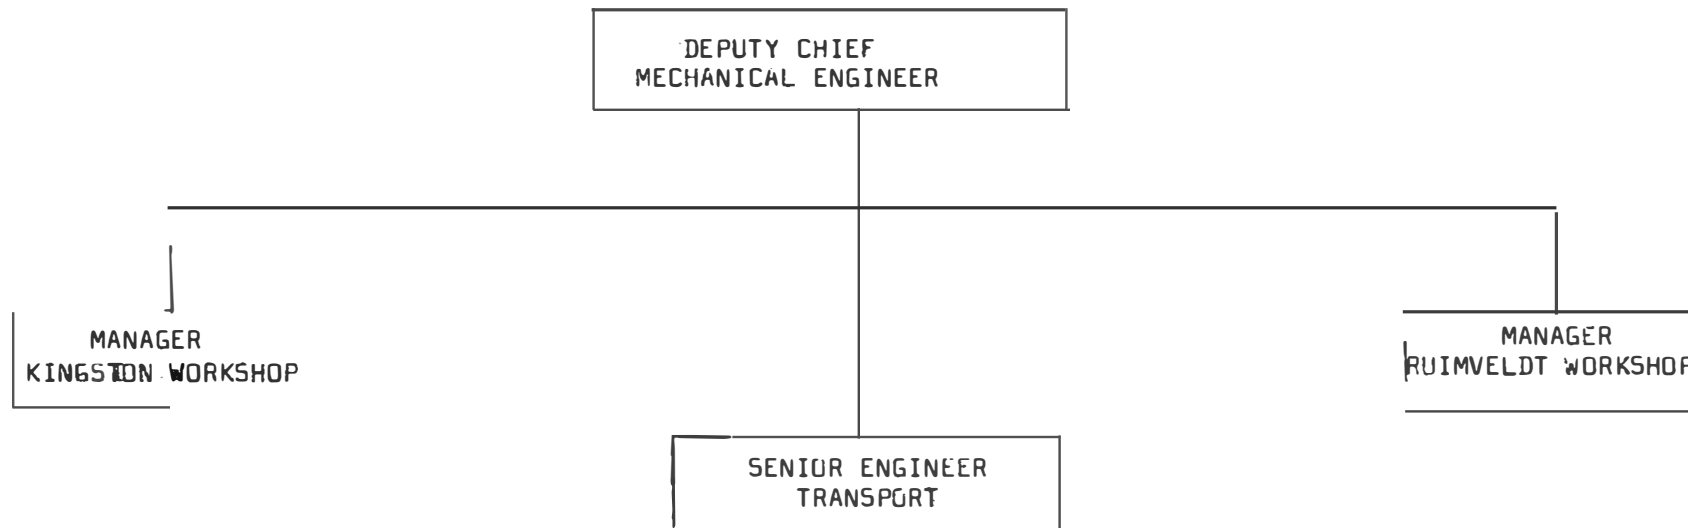 DEPUTY CHIEF
MECHANICAL ENGINEER
MANAGER
KINGSTON WORKSHOP
MANAGER
RUIMVELDT WORKSHOP
SENIOR ENGINEER
TRANSPORT